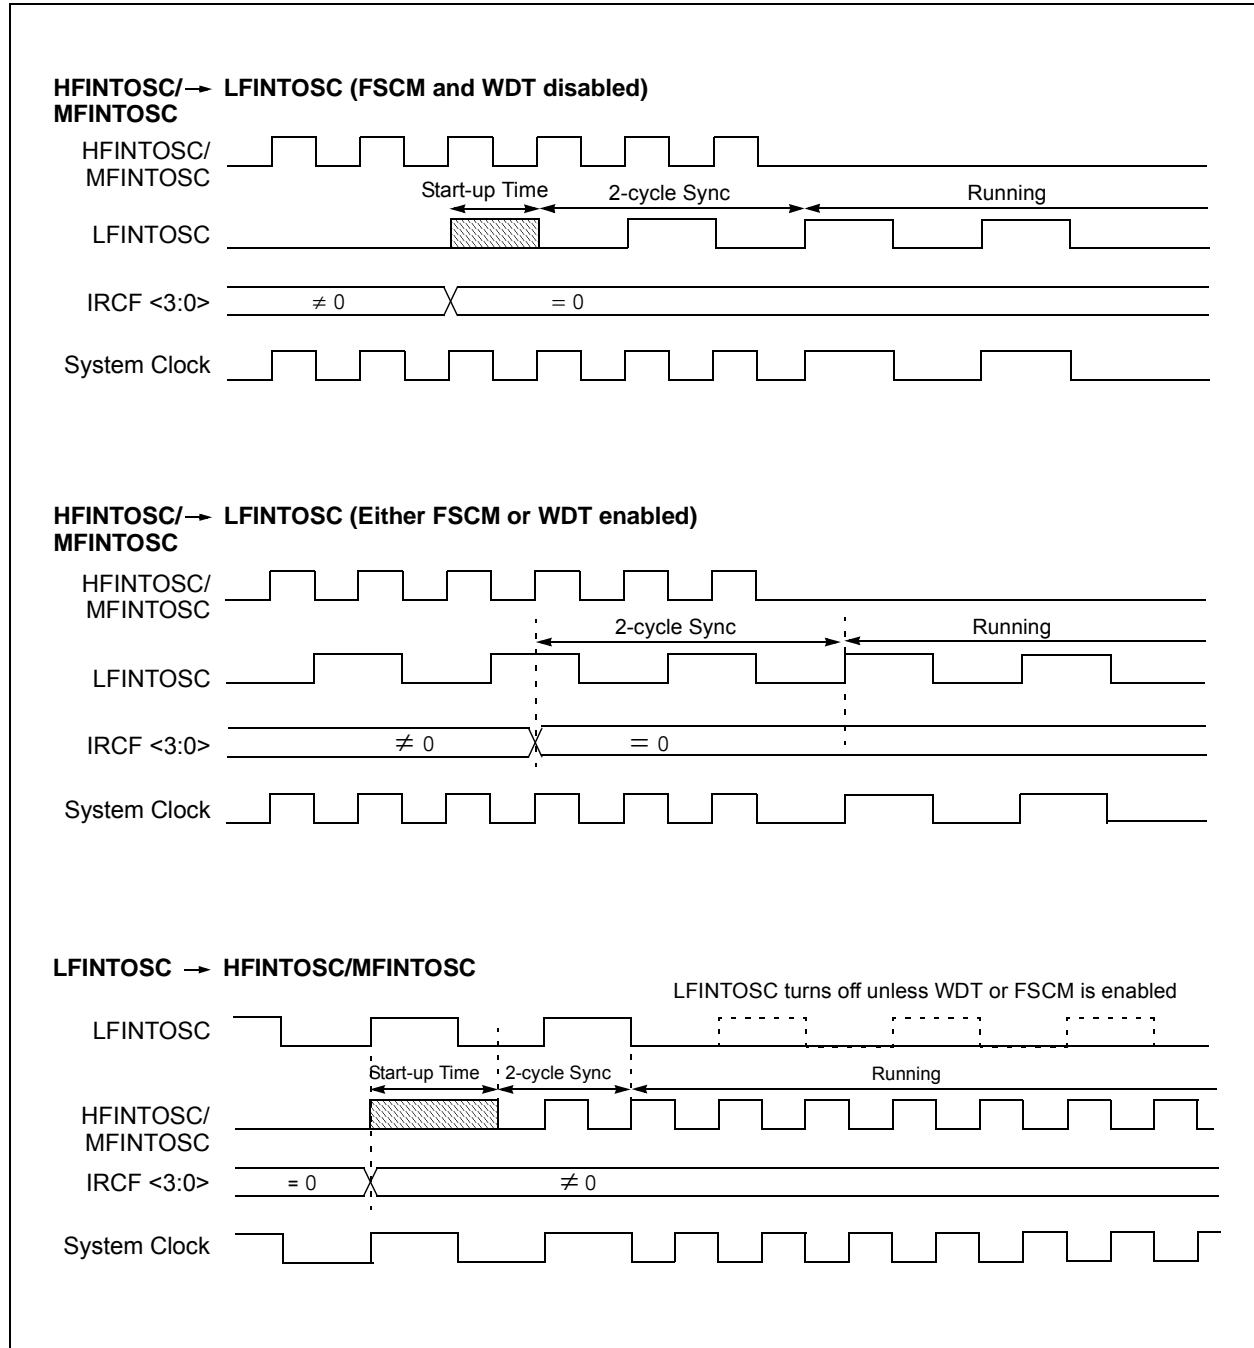 HFINTOSC/→ LFINTOSC (FSCM and WDT disabled)
MFINTOSC
HFINTOSC/
MFINTOSC
Start-up Time
2-cycle Sync
Running
LFINTOSC
IRCF <3:0>
≠ 0
= 0
System Clock
HFINTOSC/→ LFINTOSC (Either FSCM or WDT enabled)
MFINTOSC
HFINTOSC/
MFINTOSC
2-cycle Sync
Running
LFINTOSC
IRCF <3:0>
≠ 0
= 0
System Clock
LFINTOSC → HFINTOSC/MFINTOSC
LFINTOSC turns off unless WDT or FSCM is enabled
LFINTOSC
Start-up Time
2-cycle Sync
Running
HFINTOSC/
MFINTOSC
IRCF <3:0>
= 0
≠ 0
System Clock